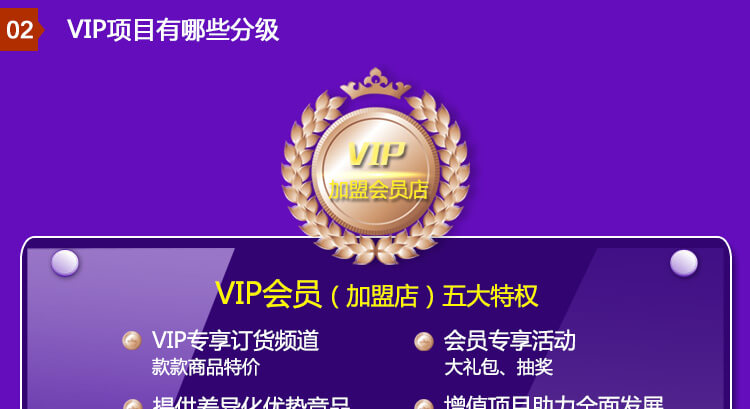 02
VIP项目有哪些分级
VIP
加盟会员店
VIP会员（加盟店）五大特权
VIP专享订货频道
款款商品特价
会员专享活动
大礼包、抽奖
提供差异化优势竞品
增值项目助力全面发展